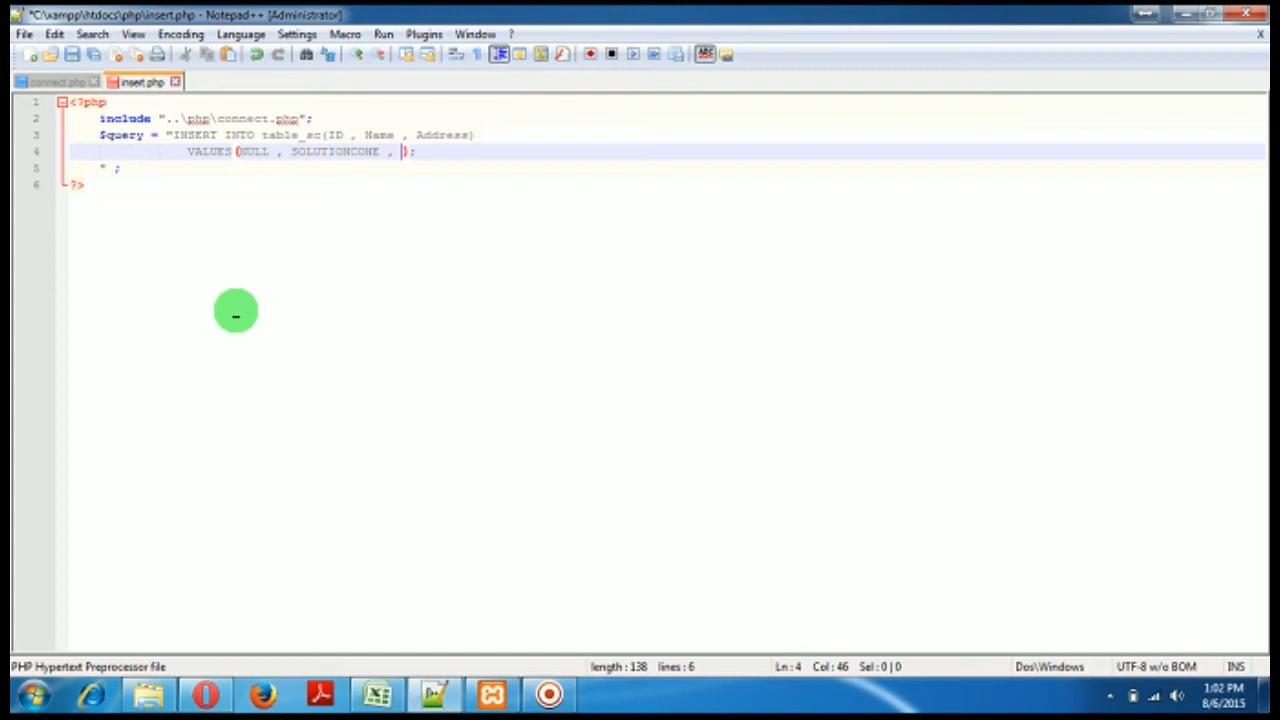 *C:\xampp\htdocs\php\insert.php - Notepad++ [Administrator]
File Edit Search View Encoding Language Settings Macro Run Plugins Window ? X
connect.php insert.php
1 <?php
2 include "..\php\connect.php";
3 $query = "INSERT INTO table_sc(ID , Name , Address)
4 VALUES (NULL , SOLUTIONCONE , );
5 " ;
6 ?>
PHP Hypertext Preprocessor file length : 138 lines : 6 Ln : 4 Col : 46 Sel : 0 | 0 Dos\Windows UTF-8 w/o BOM INS
1:02 PM
8/6/2015